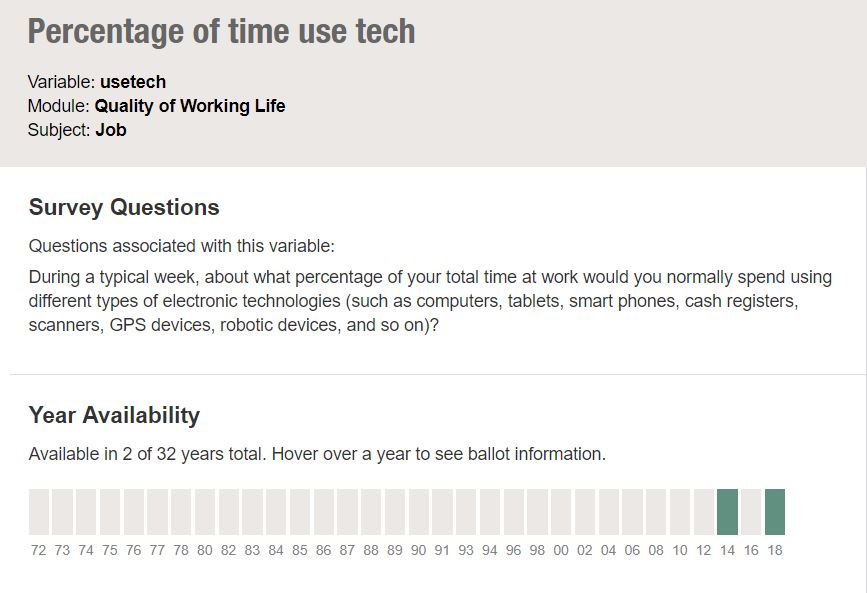 Percentage of time use tech
Variable: usetech
Module: Quality of Working Life
Subject: Job
Survey Questions
Questions associated with this variable:
During a typical week, about what percentage of your total time at work would you normally spend using
different types of electronic technologies (such as computers, tablets, smart phones, cash registers,
scanners, GPS devices, robotic devices, and so on)?
Year Availability
Available in 2 of 32 years total. Hover over a year to see ballot information.
72 73 74 75 76 77 78 80 82 83 84 85 86 87 88 89 90 91 93 94 96 98 00 02 04 06 08 10 12 14 16 18